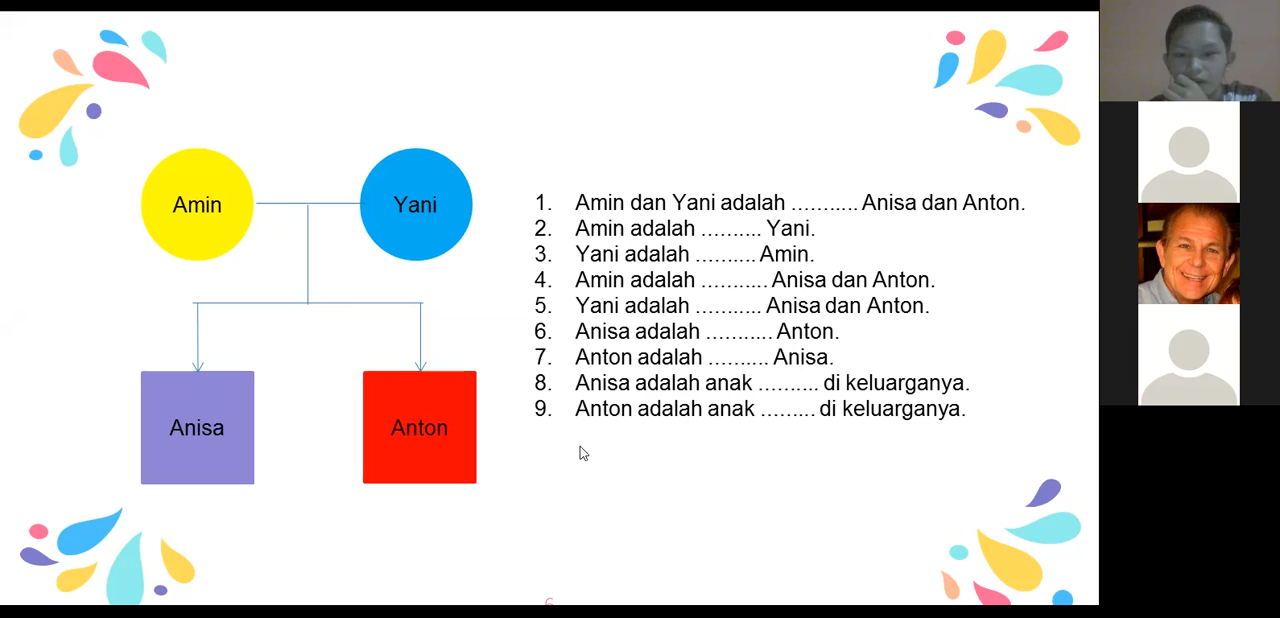 Amin
Yani
Anisa
Anton
1. Amin dan Yani adalah ........... Anisa dan Anton.
2. Amin adalah .......... Yani.
3. Yani adalah .......... Amin.
4. Amin adalah ........... Anisa dan Anton.
5. Yani adalah ........... Anisa dan Anton.
6. Anisa adalah ........... Anton.
7. Anton adalah .......... Anisa.
8. Anisa adalah anak .......... di keluarganya.
9. Anton adalah anak ......... di keluarganya.